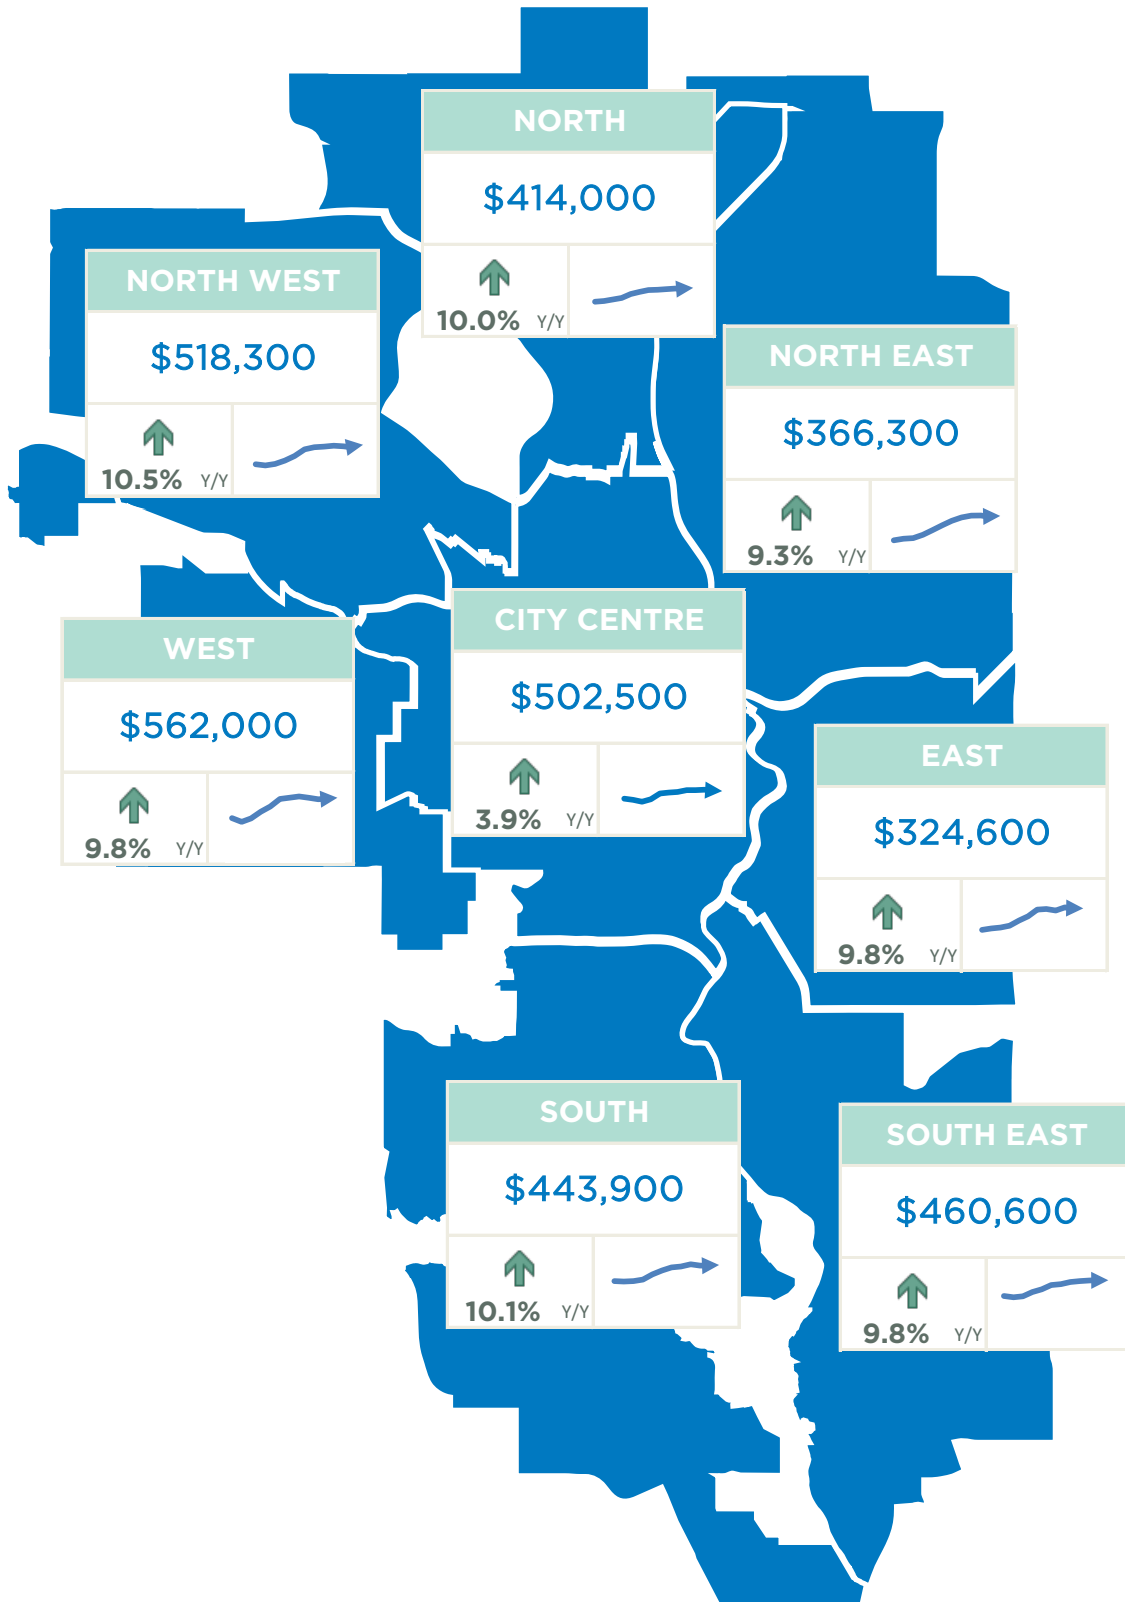 NORTH
$414,000
10.0% Y/Y
NORTH WEST
$518,300
10.5% Y/Y
NORTH EAST
$366,300
9.3% Y/Y
CITY CENTRE
$502,500
3.9% Y/Y
WEST
$562,000
9.8% Y/Y
EAST
$324,600
9.8% Y/Y
SOUTH
$443,900
10.1% Y/Y
SOUTH EAST
$460,600
9.8% Y/Y